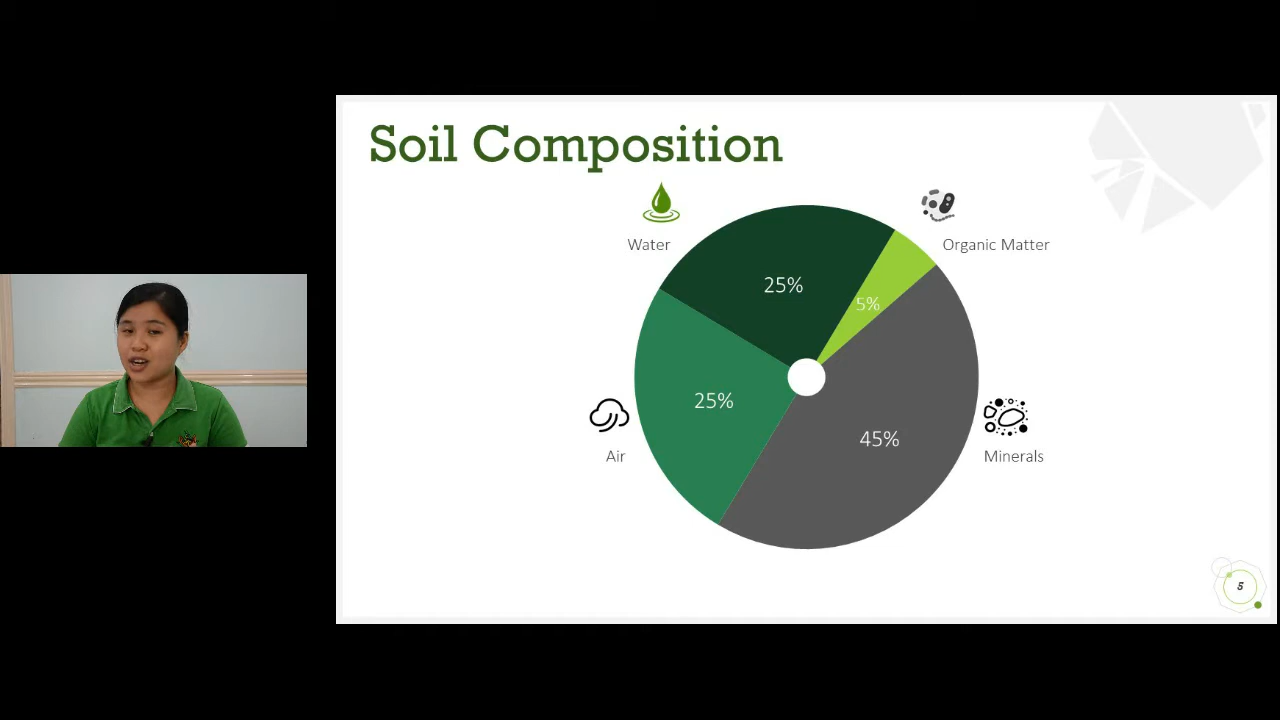 Soil Composition
Water
Organic Matter
25%
5%
25%
45%
Air
Minerals
5